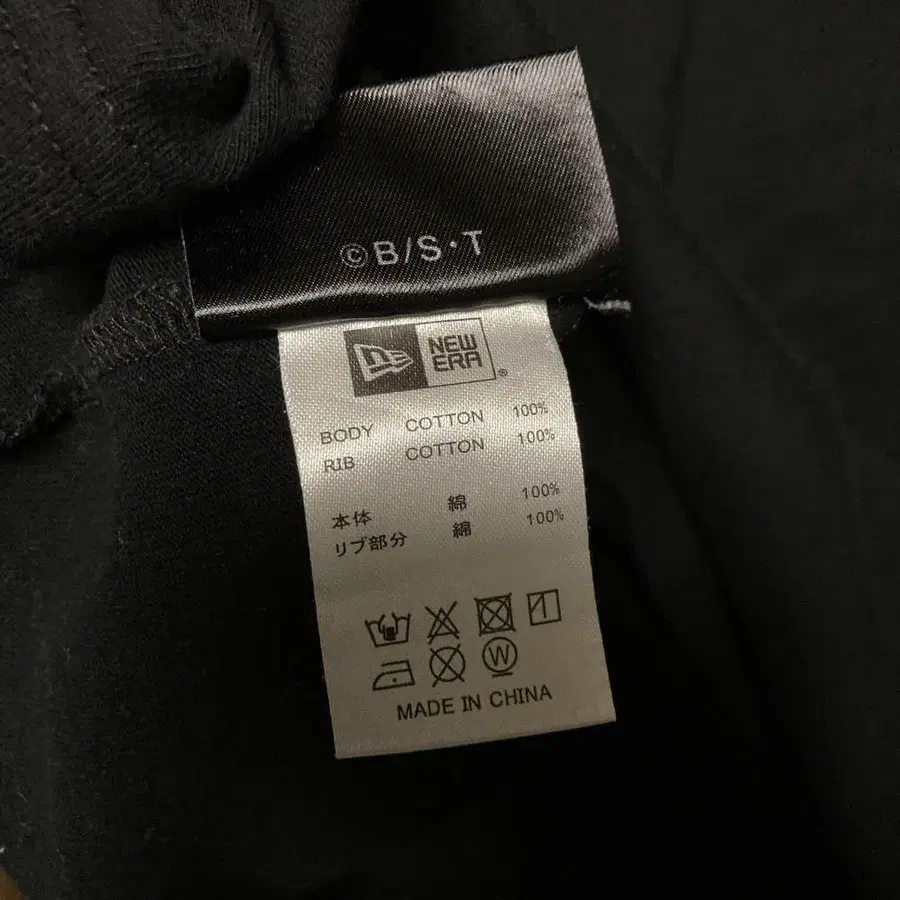 ©B/S·T
NEW
ERA®
BODY COTTON 100%
RIB COTTON 100%
本体 綿 100%
リブ部分 綿 100%
W
MADE IN CHINA